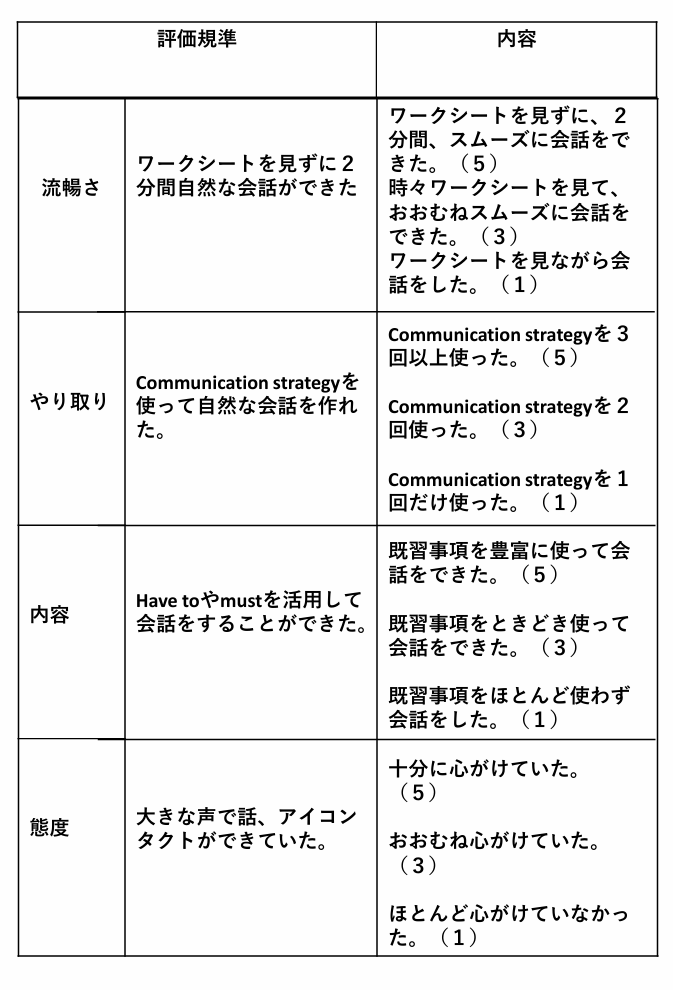 評価規準
内容
流暢さ
ワークシートを見ずに２
分間自然な会話ができた
ワークシートを見ずに、２
分間、スムーズに会話をで
きた。（５）
時々ワークシートを見て、
おおむねスムーズに会話を
できた。（３）
ワークシートを見ながら会
話をした。（１）
やり取り
Communication strategyを
使って自然な会話を作れ
た。
Communication strategyを３
回以上使った。（５）
Communication strategyを２
回使った。（３）
Communication strategyを１
回だけ使った。（１）
内容
Have toやmustを活用して
会話をすることができた。
既習事項を豊富に使って会
話をできた。（５）
既習事項をときどき使って
会話をできた。（３）
既習事項をほとんど使わず
会話をした。（１）
態度
大きな声で話、アイコン
タクトができていた。
十分に心がけていた。
（５）
おおむね心がけていた。
（３）
ほとんど心がけていなかっ
た。（１）